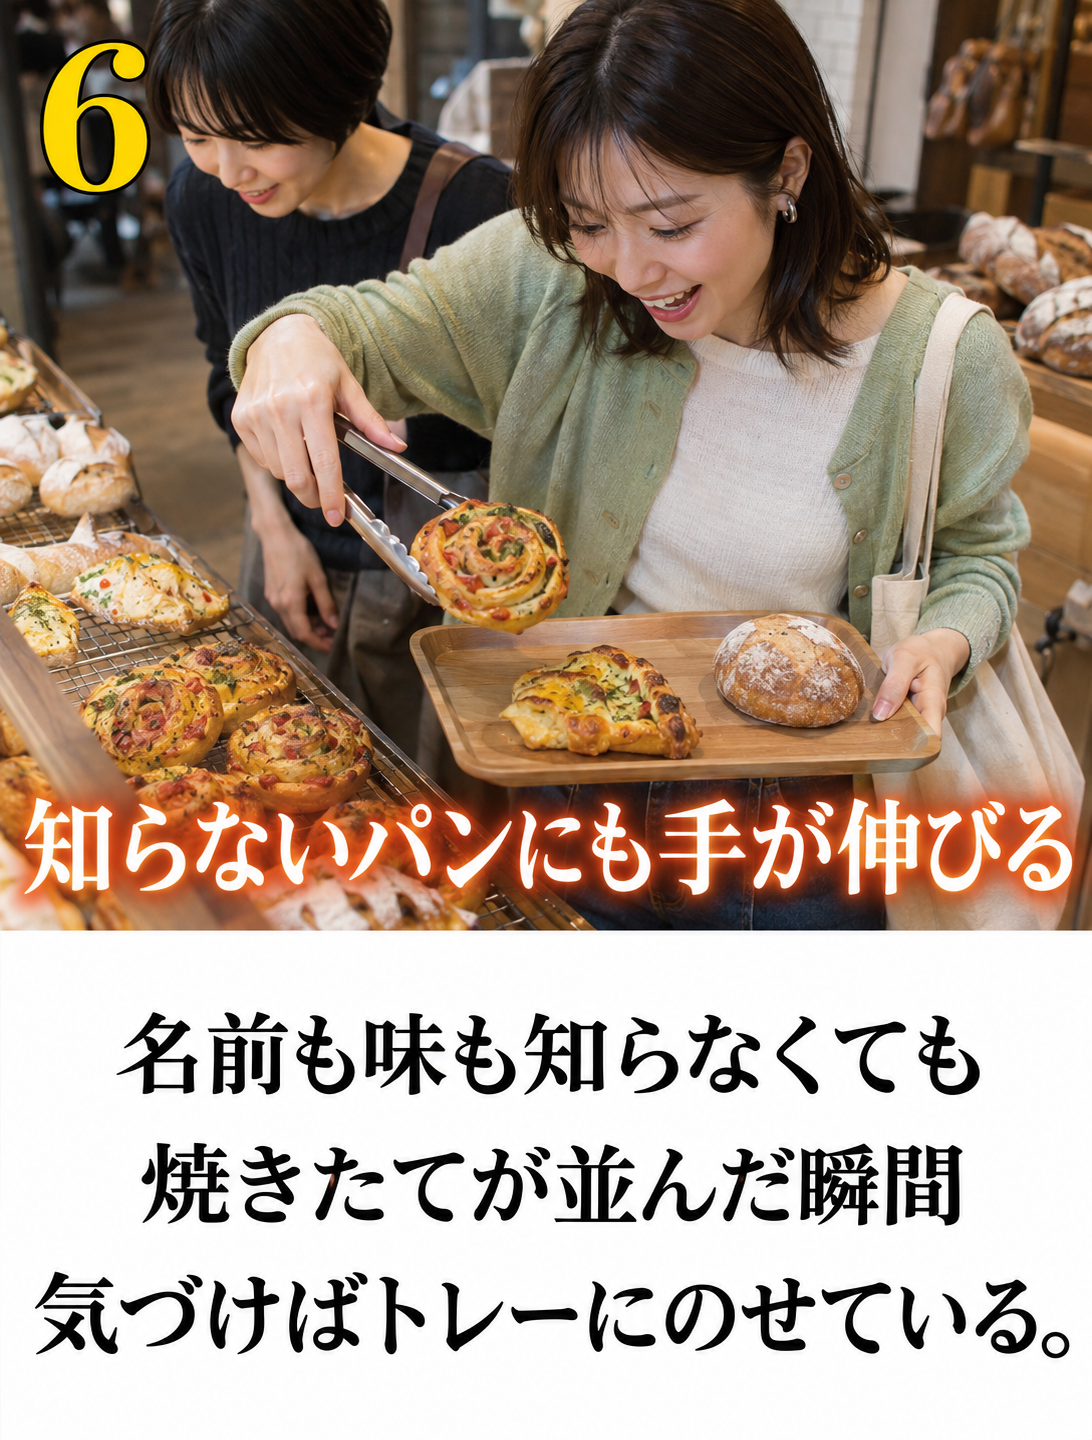 6
知らないパンにも手が伸びる
名前も味も知らなくても
焼きたてが並んだ瞬間
気づけばトレーにのせている。